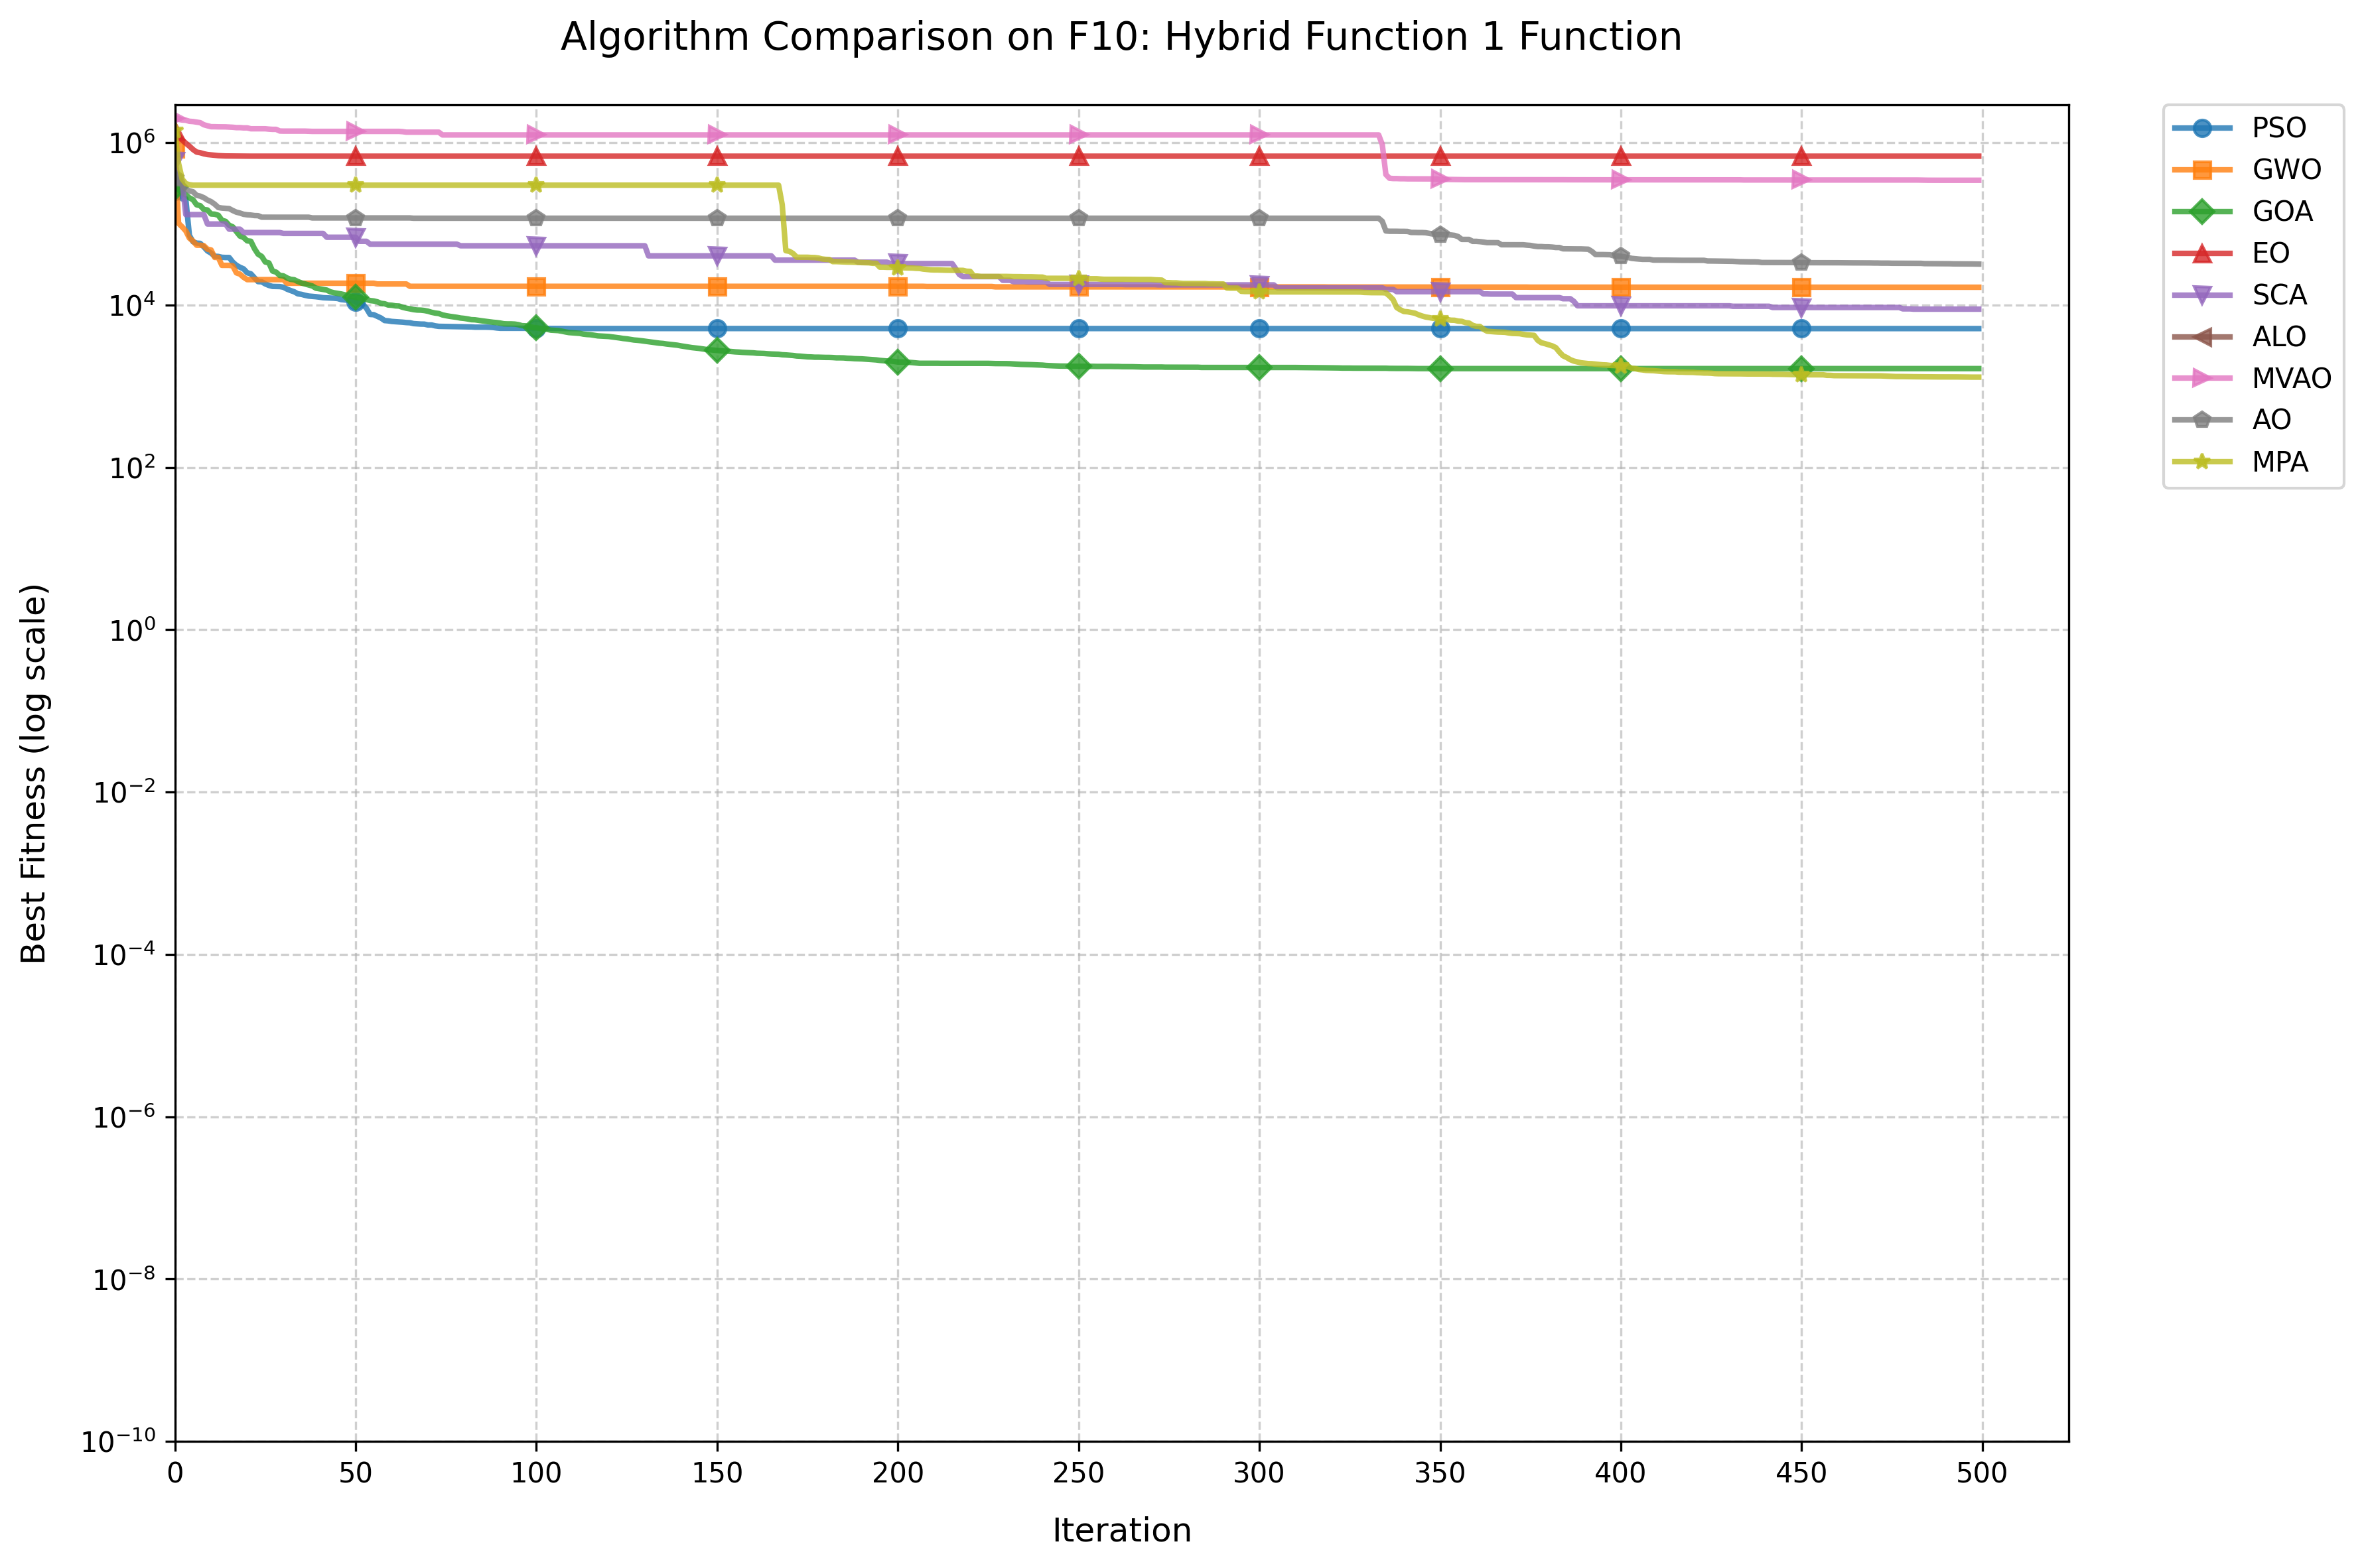 Algorithm Comparison on F10: Hybrid Function 1 Function
Best Fitness (log scale)
10^6
10^4
10^2
10^0
10^−2
10^−4
10^−6
10^−8
10^−10
0 50 100 150 200 250 300 350 400 450 500
Iteration
PSO
GWO
GOA
EO
SCA
ALO
MVAO
AO
MPA